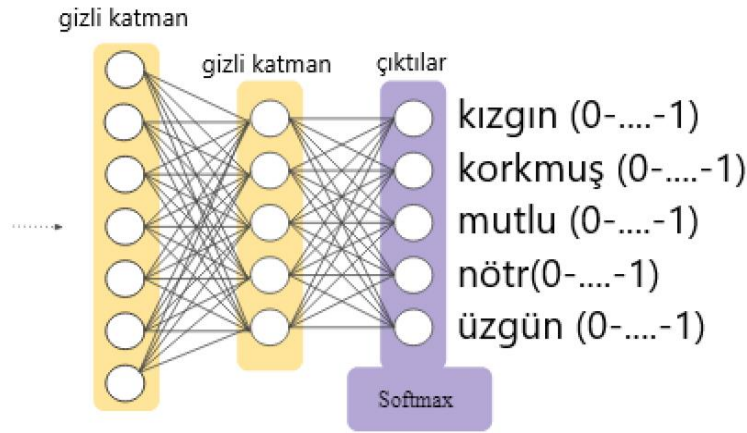 gizli katman
gizli katman
çıktılar
kızgın (0-....-1)
korkmuş (0-....-1)
mutlu (0-....-1)
nötr(0-....-1)
üzgün (0-....-1)
Softmax